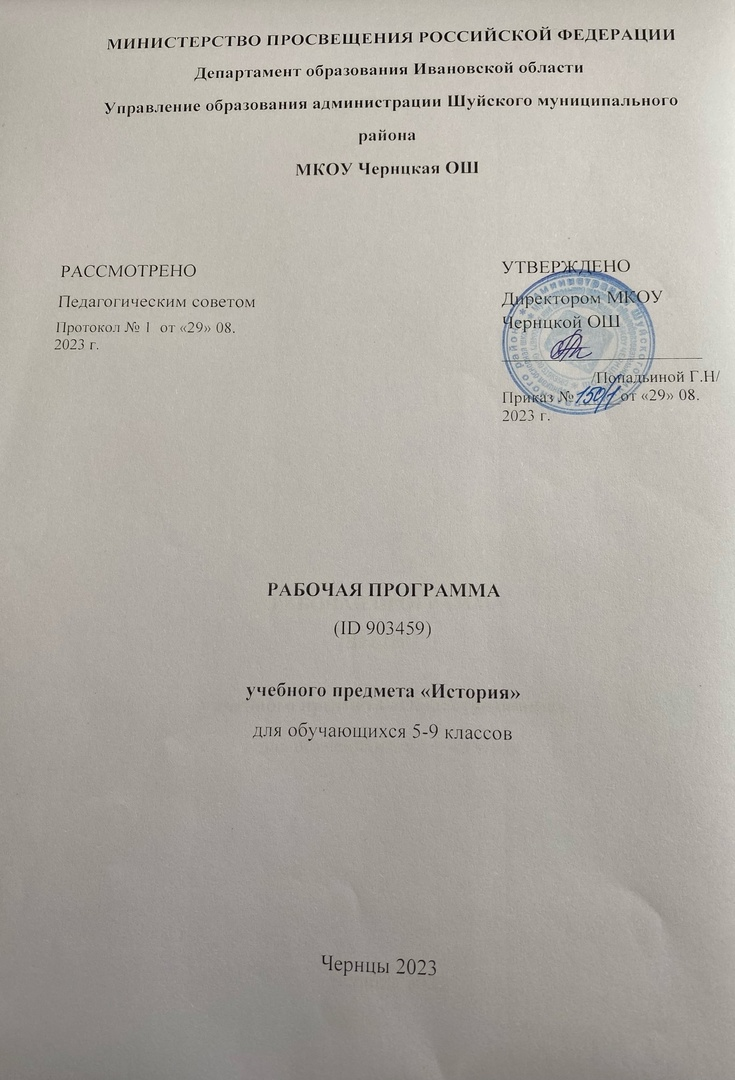 МИНИСТЕРСТВО ПРОСВЕЩЕНИЯ РОССИЙСКОЙ ФЕДЕРАЦИИ
Департамент образования Ивановской области
Управление образования администрации Шуйского муниципального
района
МКОУ Чернцкая ОШ
РАССМОТРЕНО
Педагогическим советом
Протокол № 1 от «29» 08.
2023 г.
УТВЕРЖДЕНО
Директором МКОУ
Чернцкой ОШ
/Попадьиной Г.Н/
Приказ № 150/1 от «29» 08.
2023 г.
РАБОЧАЯ ПРОГРАММА
(ID 903459)
учебного предмета «История»
для обучающихся 5-9 классов
Чернцы 2023